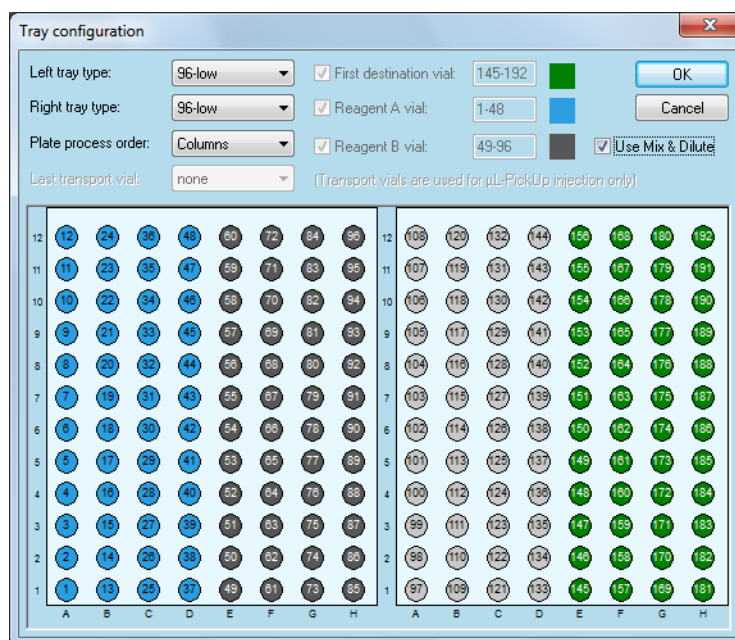 Tray configuration
Left tray type: 96-low First destination vial: 145-192 OK
Right tray type: 96-low Reagent A vial: 1-48 Cancel
Plate process order: Columns Reagent B vial: 49-96 Use Mix & Dilute
Last transport vial: none (Transport vials are used for µL-PickUp injection only)
12 12 24 36 48 60 72 84 96 12 108 120 132 144 156 168 180 192
11 11 23 35 47 59 71 83 95 11 107 119 131 143 155 167 179 191
10 10 22 34 46 58 70 82 94 10 106 118 130 142 154 166 178 190
9 9 21 33 45 57 69 81 93 9 105 117 129 141 153 165 177 189
8 8 20 32 44 56 68 80 92 8 104 116 128 140 152 164 176 188
7 7 19 31 43 55 67 79 91 7 103 115 127 139 151 163 175 187
6 6 18 30 42 54 66 78 90 6 102 114 126 138 150 162 174 186
5 5 17 29 41 53 65 77 89 5 101 113 125 137 149 161 173 185
4 4 16 28 40 52 64 76 88 4 100 112 124 136 148 160 172 184
3 3 15 27 39 51 63 75 87 3 99 111 123 135 147 159 171 183
2 2 14 26 38 50 62 74 86 2 98 110 122 134 146 158 170 182
1 1 13 25 37 49 61 73 85 1 97 109 121 133 145 157 169 181
A B C D E F G H A B C D E F G H